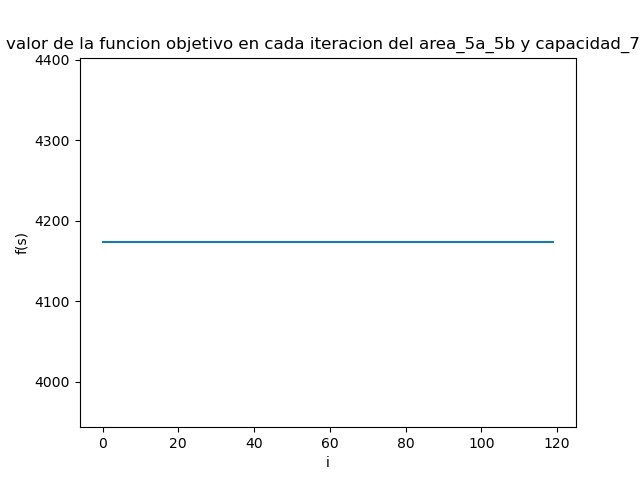 valor de la funcion objetivo en cada iteracion del area_5a_5b y capacidad_7
4400
4300
4200
4100
4000
f(s)
0 20 40 60 80 100 120
i